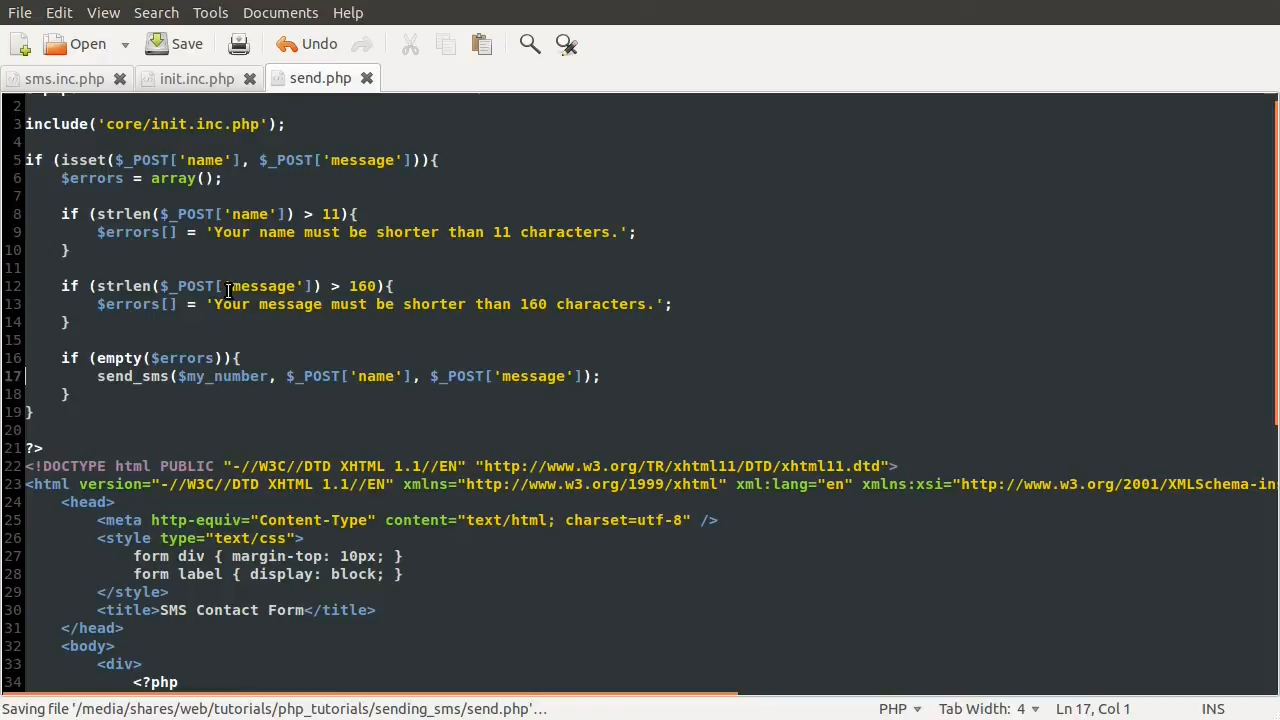 File Edit View Search Tools Documents Help
Open Save Undo
sms.inc.php init.inc.php send.php
2
3 include('core/init.inc.php');
4
5 if (isset($_POST['name'], $_POST['message'])){
6 $errors = array();
7
8 if (strlen($_POST['name']) > 11){
9 $errors[] = 'Your name must be shorter than 11 characters.';
10 }
11
12 if (strlen($_POST['message']) > 160){
13 $errors[] = 'Your message must be shorter than 160 characters.';
14 }
15
16 if (empty($errors)){
17 send_sms($my_number, $_POST['name'], $_POST['message']);
18 }
19 }
20
21 ?>
22 <!DOCTYPE html PUBLIC "-//W3C//DTD XHTML 1.1//EN" "http://www.w3.org/TR/xhtml11/DTD/xhtml11.dtd">
23 <html version="-//W3C//DTD XHTML 1.1//EN" xmlns="http://www.w3.org/1999/xhtml" xml:lang="en" xmlns:xsi="http://www.w3.org/2001/XMLSchema-ins
24 <head>
25 <meta http-equiv="Content-Type" content="text/html; charset=utf-8" />
26 <style type="text/css">
27 form div { margin-top: 10px; }
28 form label { display: block; }
29 </style>
30 <title>SMS Contact Form</title>
31 </head>
32 <body>
33 <div>
34 <?php
Saving file '/media/shares/web/tutorials/php_tutorials/sending_sms/send.php'... PHP Tab Width: 4 Ln 17, Col 1 INS